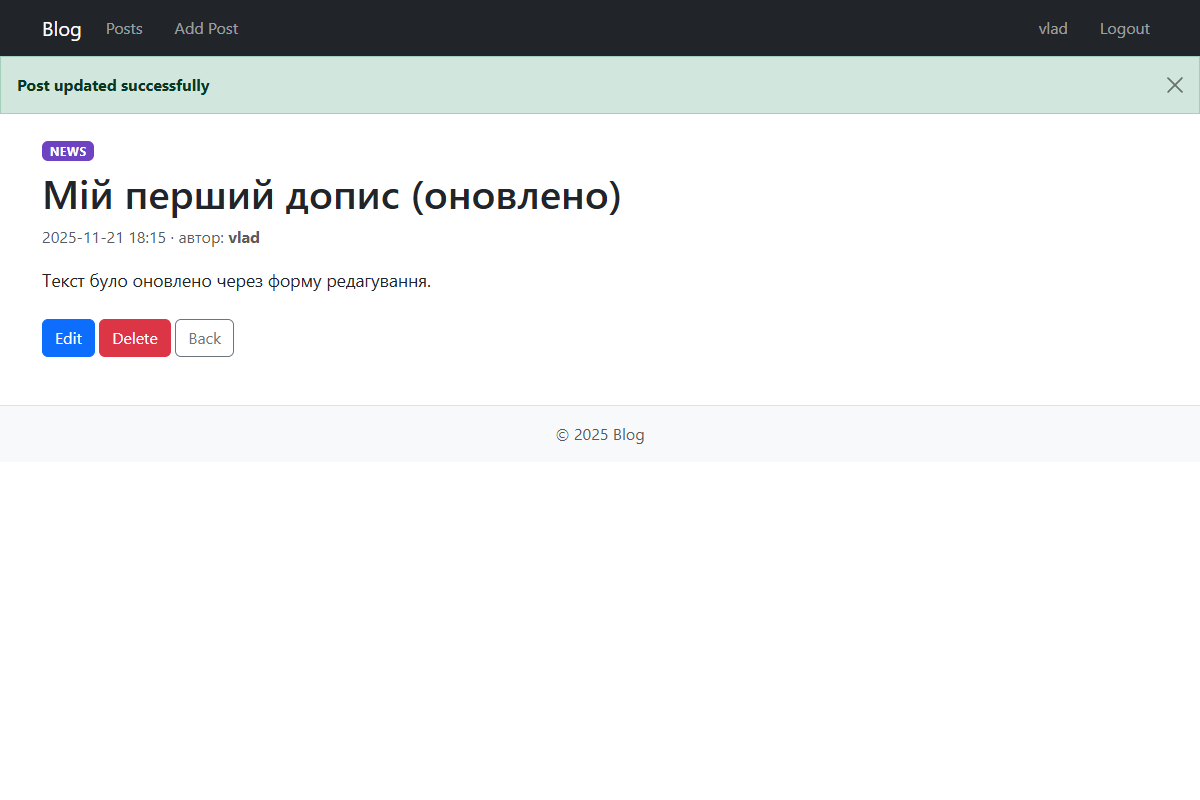 Blog Posts Add Post vlad Logout
Post updated successfully
NEWS
Мій перший допис (оновлено)
2025-11-21 18:15 · автор: vlad
Текст було оновлено через форму редагування.
Edit Delete Back
© 2025 Blog